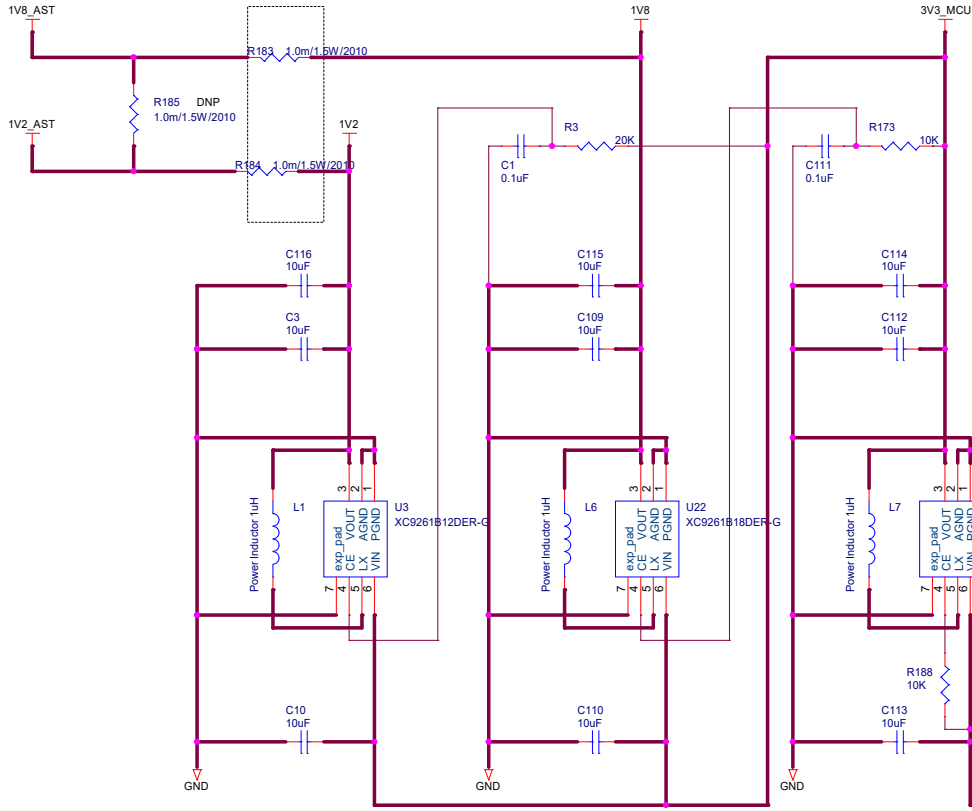 1V8_AST
1V8
3V3_MCU
R183 1.0m/1.5W/2010
R185 DNP
1.0m/1.5W/2010
1V2_AST
1V2
R184 1.0m/1.5W/2010
R3
20K
C1
0.1uF
R173
10K
C111
0.1uF
C116
10uF
C115
10uF
C114
10uF
C3
10uF
C109
10uF
C112
10uF
3 2 1
VOUT AGND PGND
exp_pad CE LX VIN
7 4 5 6
L1
Power Inductor 1uH
U3
XC9261B12DER-G
3 2 1
VOUT AGND PGND
exp_pad CE LX VIN
7 4 5 6
L6
Power Inductor 1uH
U22
XC9261B18DER-G
3 2 1
VOUT AGND PGND
exp_pad CE LX VIN
7 4 5 6
L7
Power Inductor 1uH
R188
10K
C10
10uF
C110
10uF
C113
10uF
GND
GND
GND